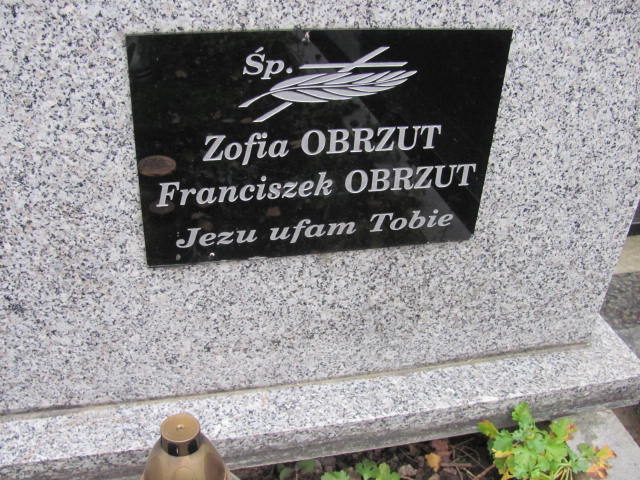 Śp.
Zofia OBRZUT
Franciszek OBRZUT
Jezu ufam Tobie